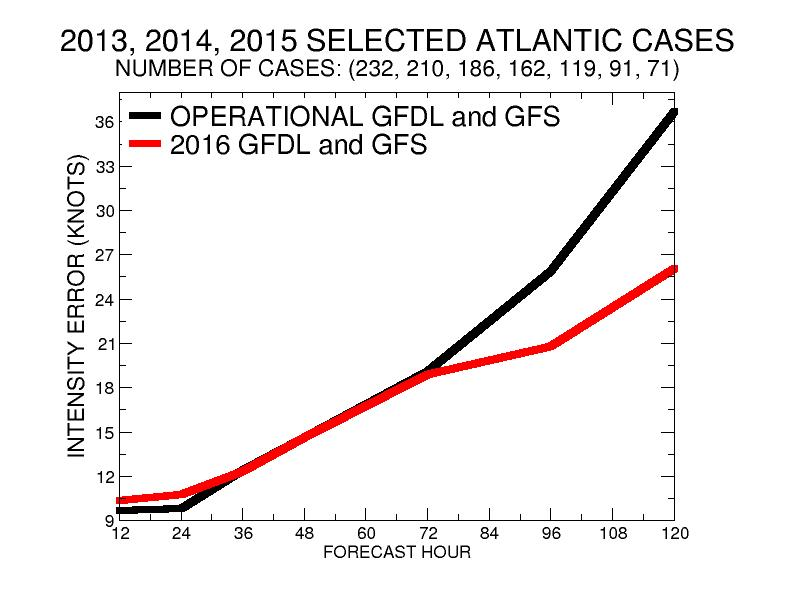 2013, 2014, 2015 SELECTED ATLANTIC CASES
NUMBER OF CASES: (232, 210, 186, 162, 119, 91, 71)
OPERATIONAL GFDL and GFS
2016 GFDL and GFS
INTENSITY ERROR (KNOTS)
36
33
30
27
24
21
18
15
12
9
12 24 36 48 60 72 84 96 108 120
FORECAST HOUR